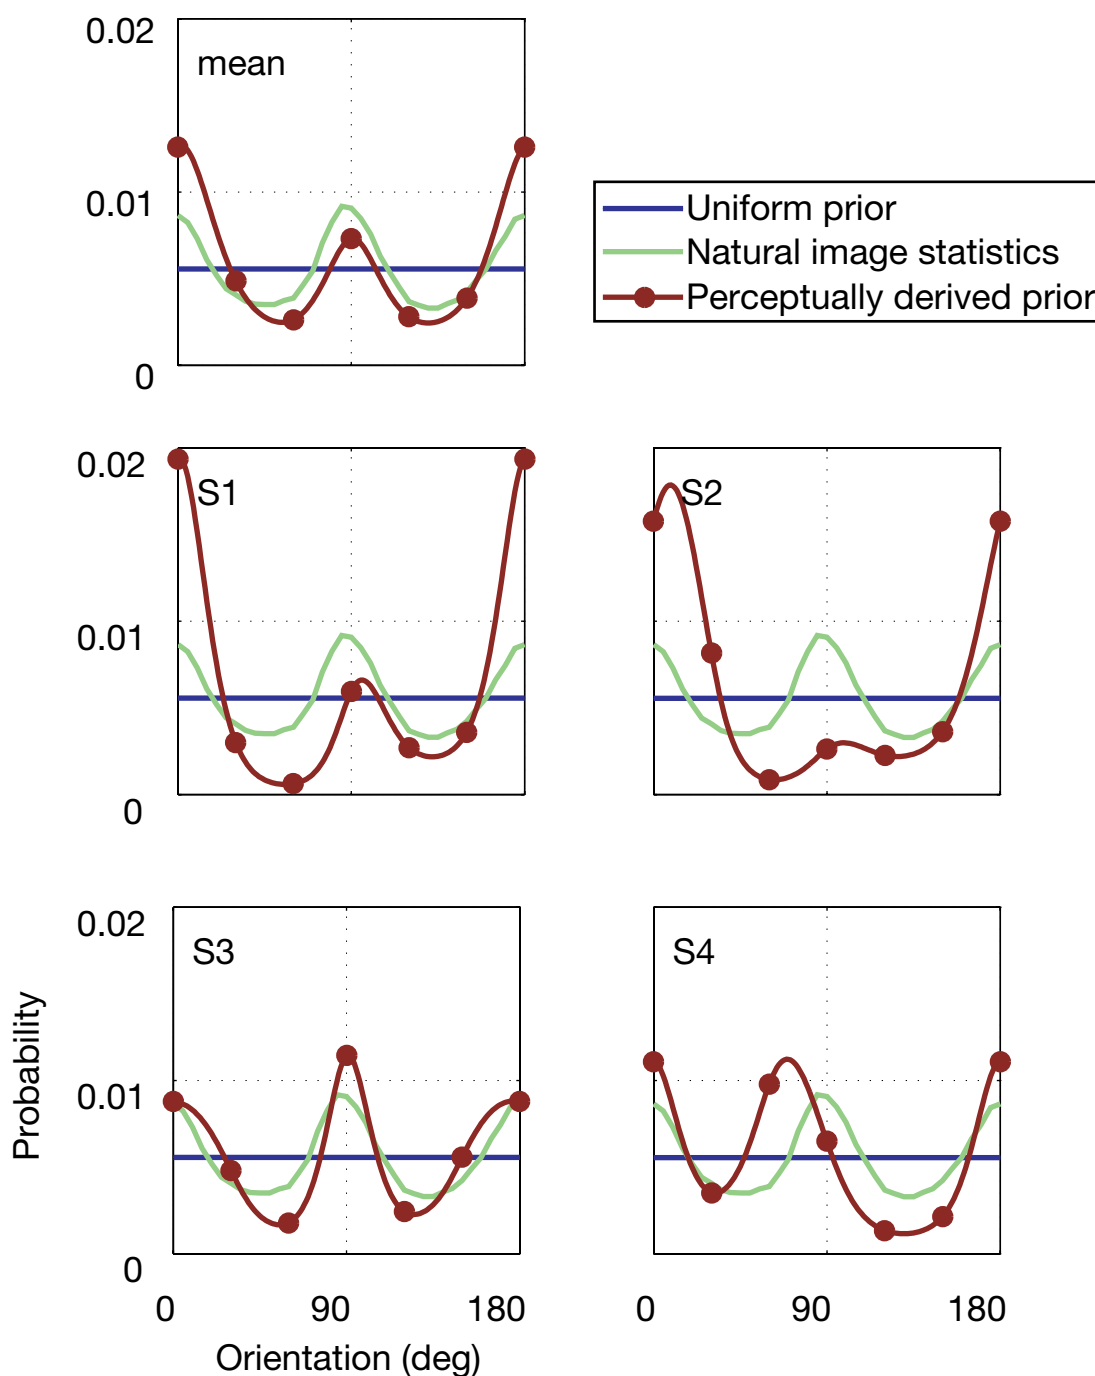 0.02
mean
0.01
0
Uniform prior
Natural image statistics
Perceptually derived prior
0.02
S1
0.01
0
S2
0.02
S3
0.01
0
S4
Probability
0 90 180
0 90 180
Orientation (deg)